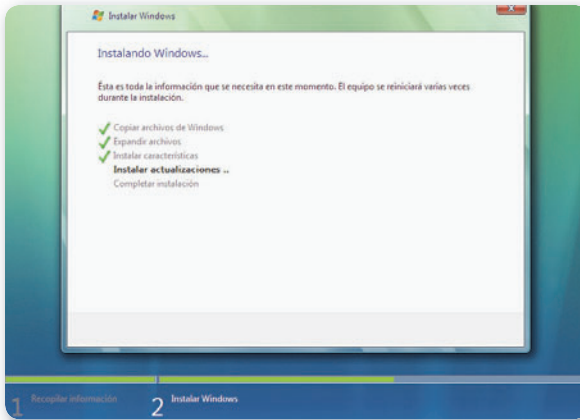 Instalar Windows
Instalando Windows...
Ésta es toda la información que se necesita en este momento. El equipo se reiniciará varias veces
durante la instalación.
Copiar archivos de Windows
Expandir archivos
Instalar características
Instalar actualizaciones ..
Completar instalación
1 Recopilar información
2 Instalar Windows